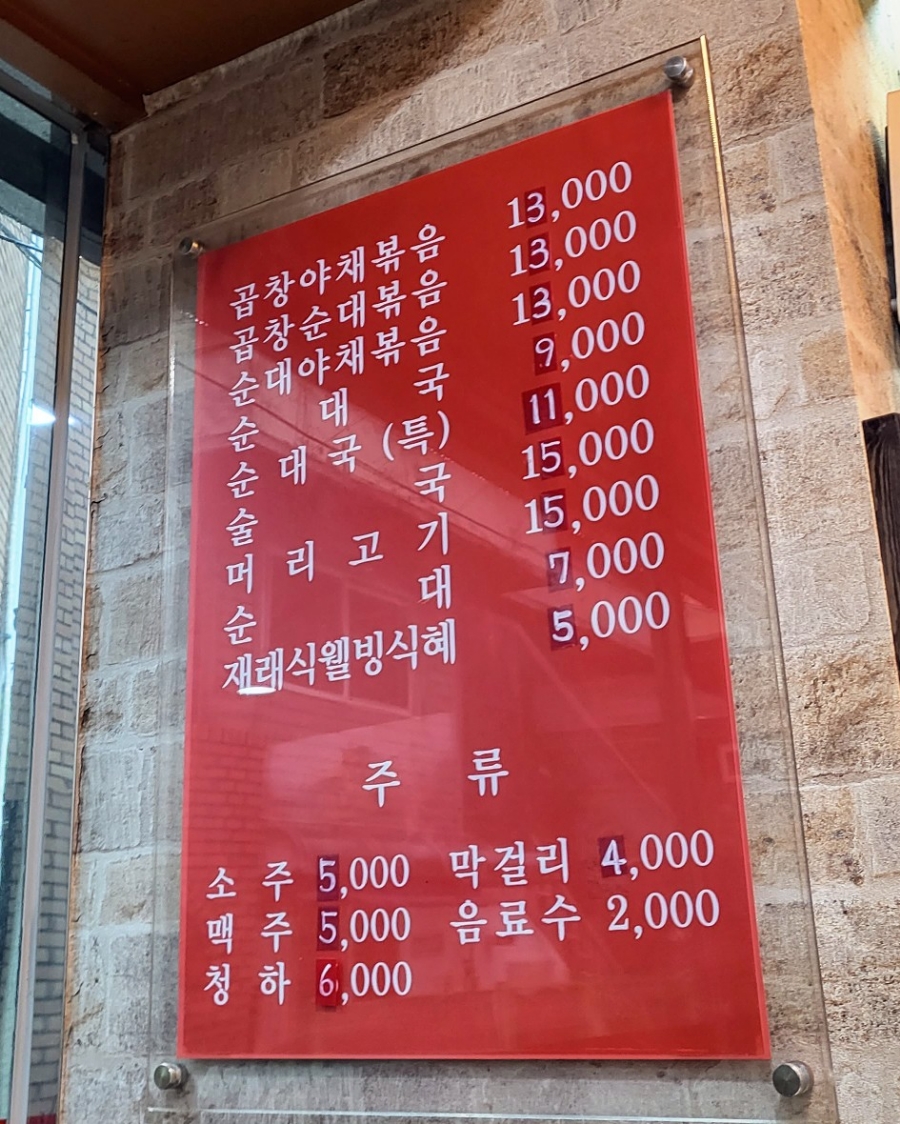 곱창야채볶음 13,000
곱창순대볶음 13,000
순대야채볶음 13,000
순대국 9,000
순대국(특) 11,000
술국 15,000
머리고기 15,000
순대 7,000
재래식웰빙식혜 5,000
주류
소주 5,000 막걸리 4,000
맥주 5,000 음료수 2,000
청하 6,000